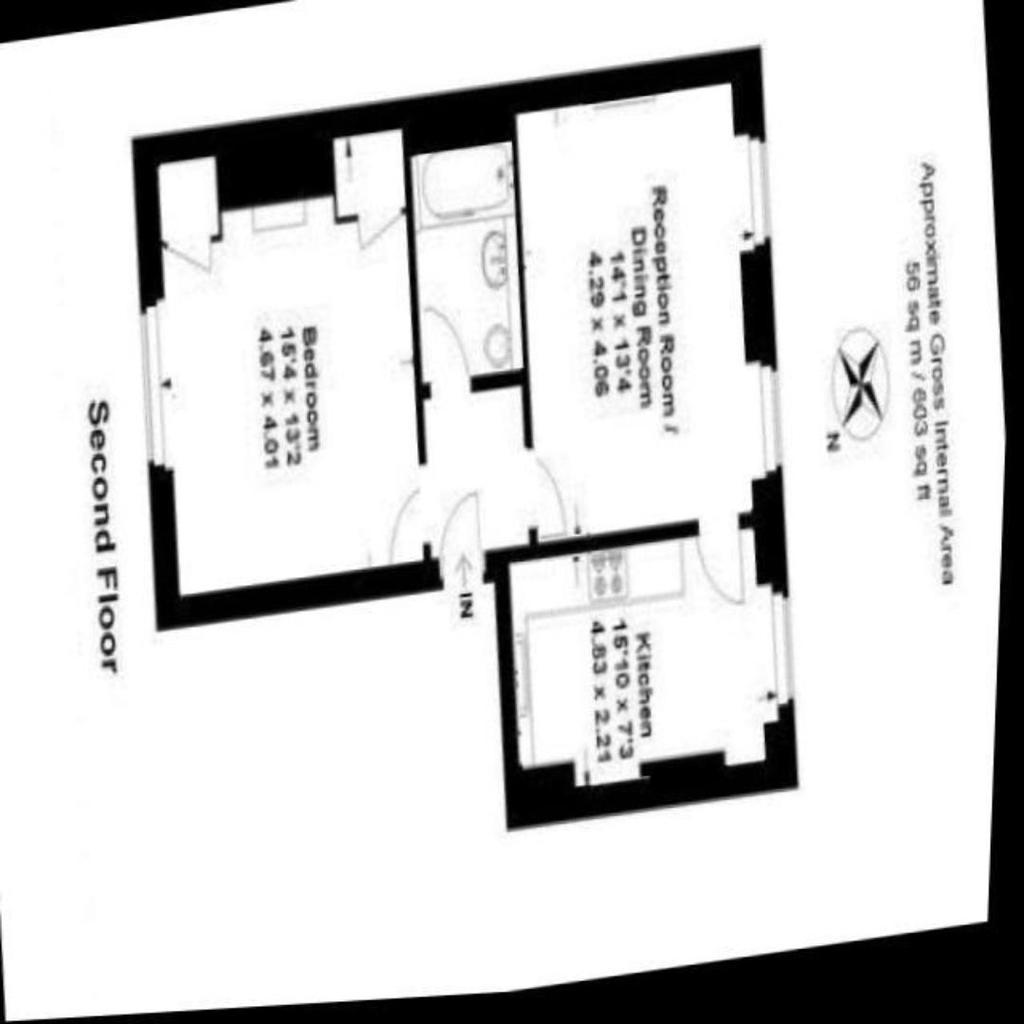 Approximate Gross Internal Area
56 sq m / 603 sq ft
N
Reception Room /
Dining Room
14'1 x 13'4
4.29 x 4.06
Kitchen
15'10 x 7'3
4.83 x 2.21
IN
Bedroom
15'4 x 13'2
4.67 x 4.01
Second Floor